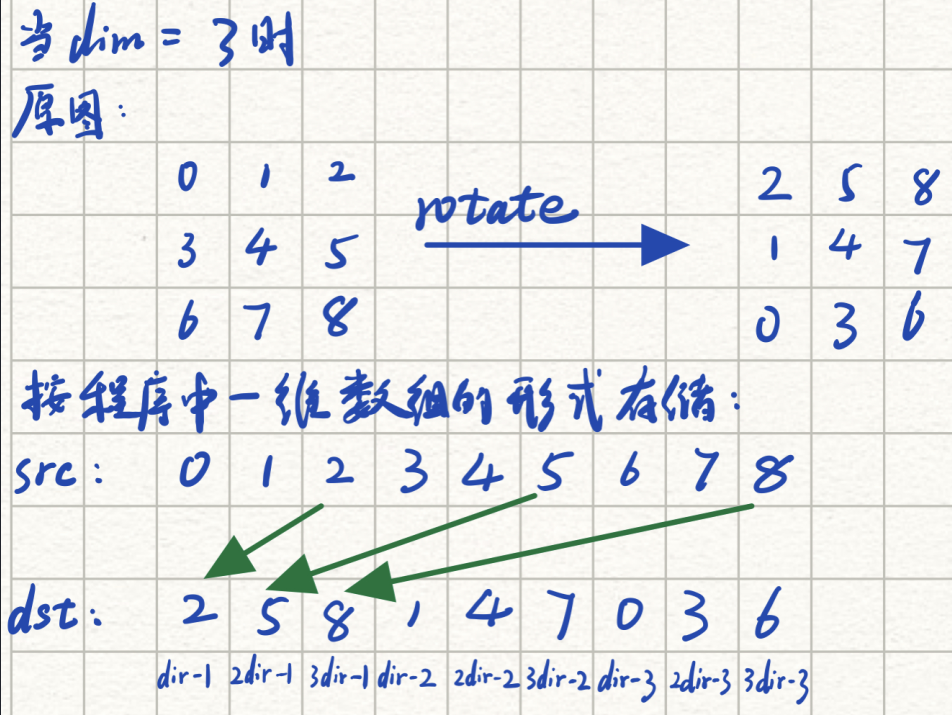 当dim = 3时
原图:
0 1 2 rotate 2 5 8
3 4 5 1 4 7
6 7 8 0 3 6
按程序中一维数组的形式存储:
src: 0 1 2 3 4 5 6 7 8
dst: 2 5 8 1 4 7 0 3 6
dir-1 2dir-1 3dir-1 dir-2 2dir-2 3dir-2 dir-3 2dir-3 3dir-3